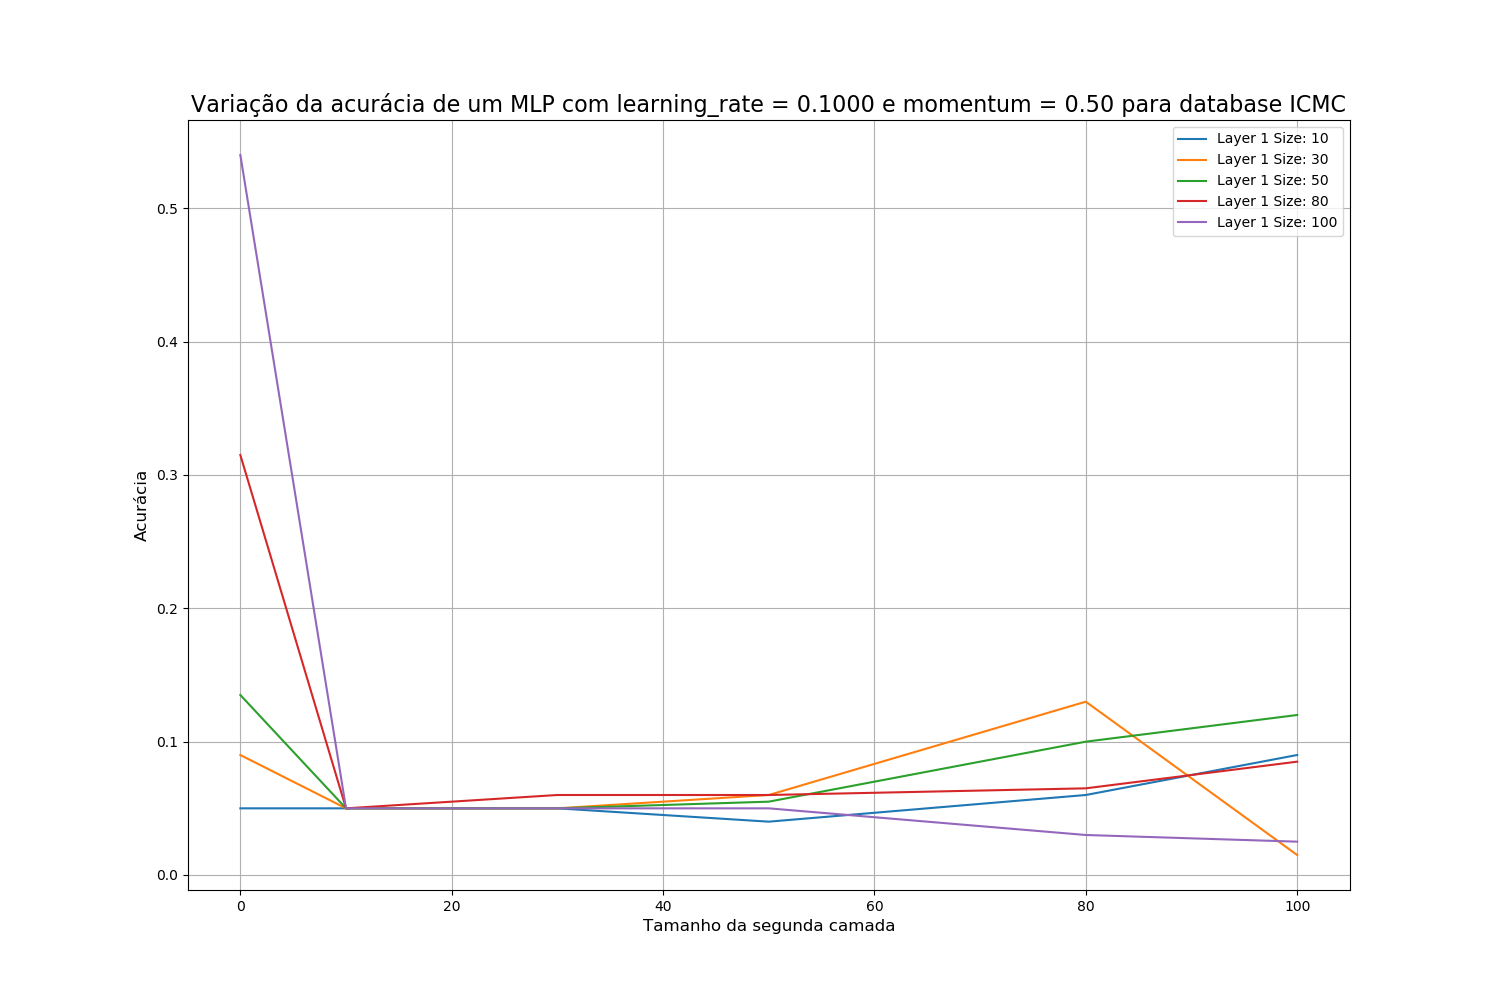 Variação da acurácia de um MLP com learning_rate = 0.1000 e momentum = 0.50 para database ICMC
Layer 1 Size: 10
Layer 1 Size: 30
Layer 1 Size: 50
Layer 1 Size: 80
Layer 1 Size: 100
Acurácia
0.5
0.4
0.3
0.2
0.1
0.0
0 20 40 60 80 100
Tamanho da segunda camada